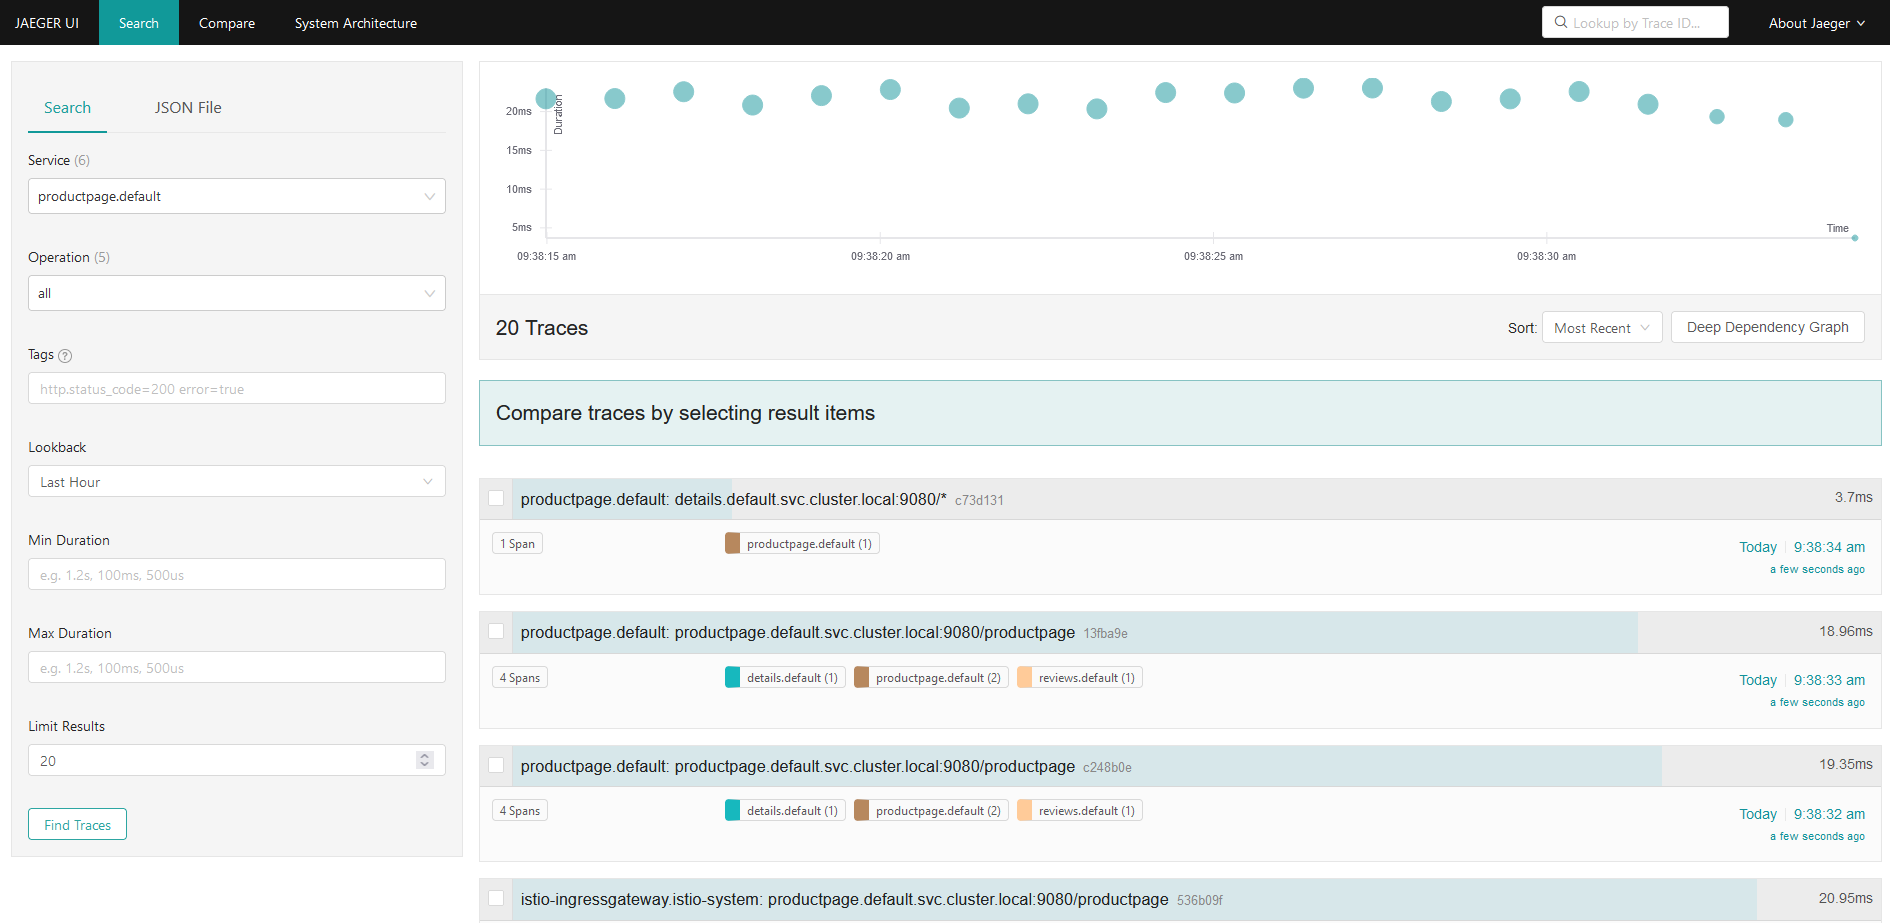 JAEGER UI Search Compare System Architecture Lookup by Trace ID... About Jaeger
Search JSON File
Service (6)
productpage.default
Operation (5)
all
Tags ?
http.status_code=200 error=true
Lookback
Last Hour
Min Duration
e.g. 1.2s, 100ms, 500us
Max Duration
e.g. 1.2s, 100ms, 500us
Limit Results
20
Find Traces
Duration
20ms
15ms
10ms
5ms
Time
09:38:15 am 09:38:20 am 09:38:25 am 09:38:30 am
20 Traces Sort: Most Recent Deep Dependency Graph
Compare traces by selecting result items
productpage.default: details.default.svc.cluster.local:9080/* c73d131 3.7ms
1 Span productpage.default (1) Today 9:38:34 am
a few seconds ago
productpage.default: productpage.default.svc.cluster.local:9080/productpage 13fba9e 18.96ms
4 Spans details.default (1) productpage.default (2) reviews.default (1) Today 9:38:33 am
a few seconds ago
productpage.default: productpage.default.svc.cluster.local:9080/productpage c248b0e 19.35ms
4 Spans details.default (1) productpage.default (2) reviews.default (1) Today 9:38:32 am
a few seconds ago
istio-ingressgateway.istio-system: productpage.default.svc.cluster.local:9080/productpage 536b09f 20.95ms